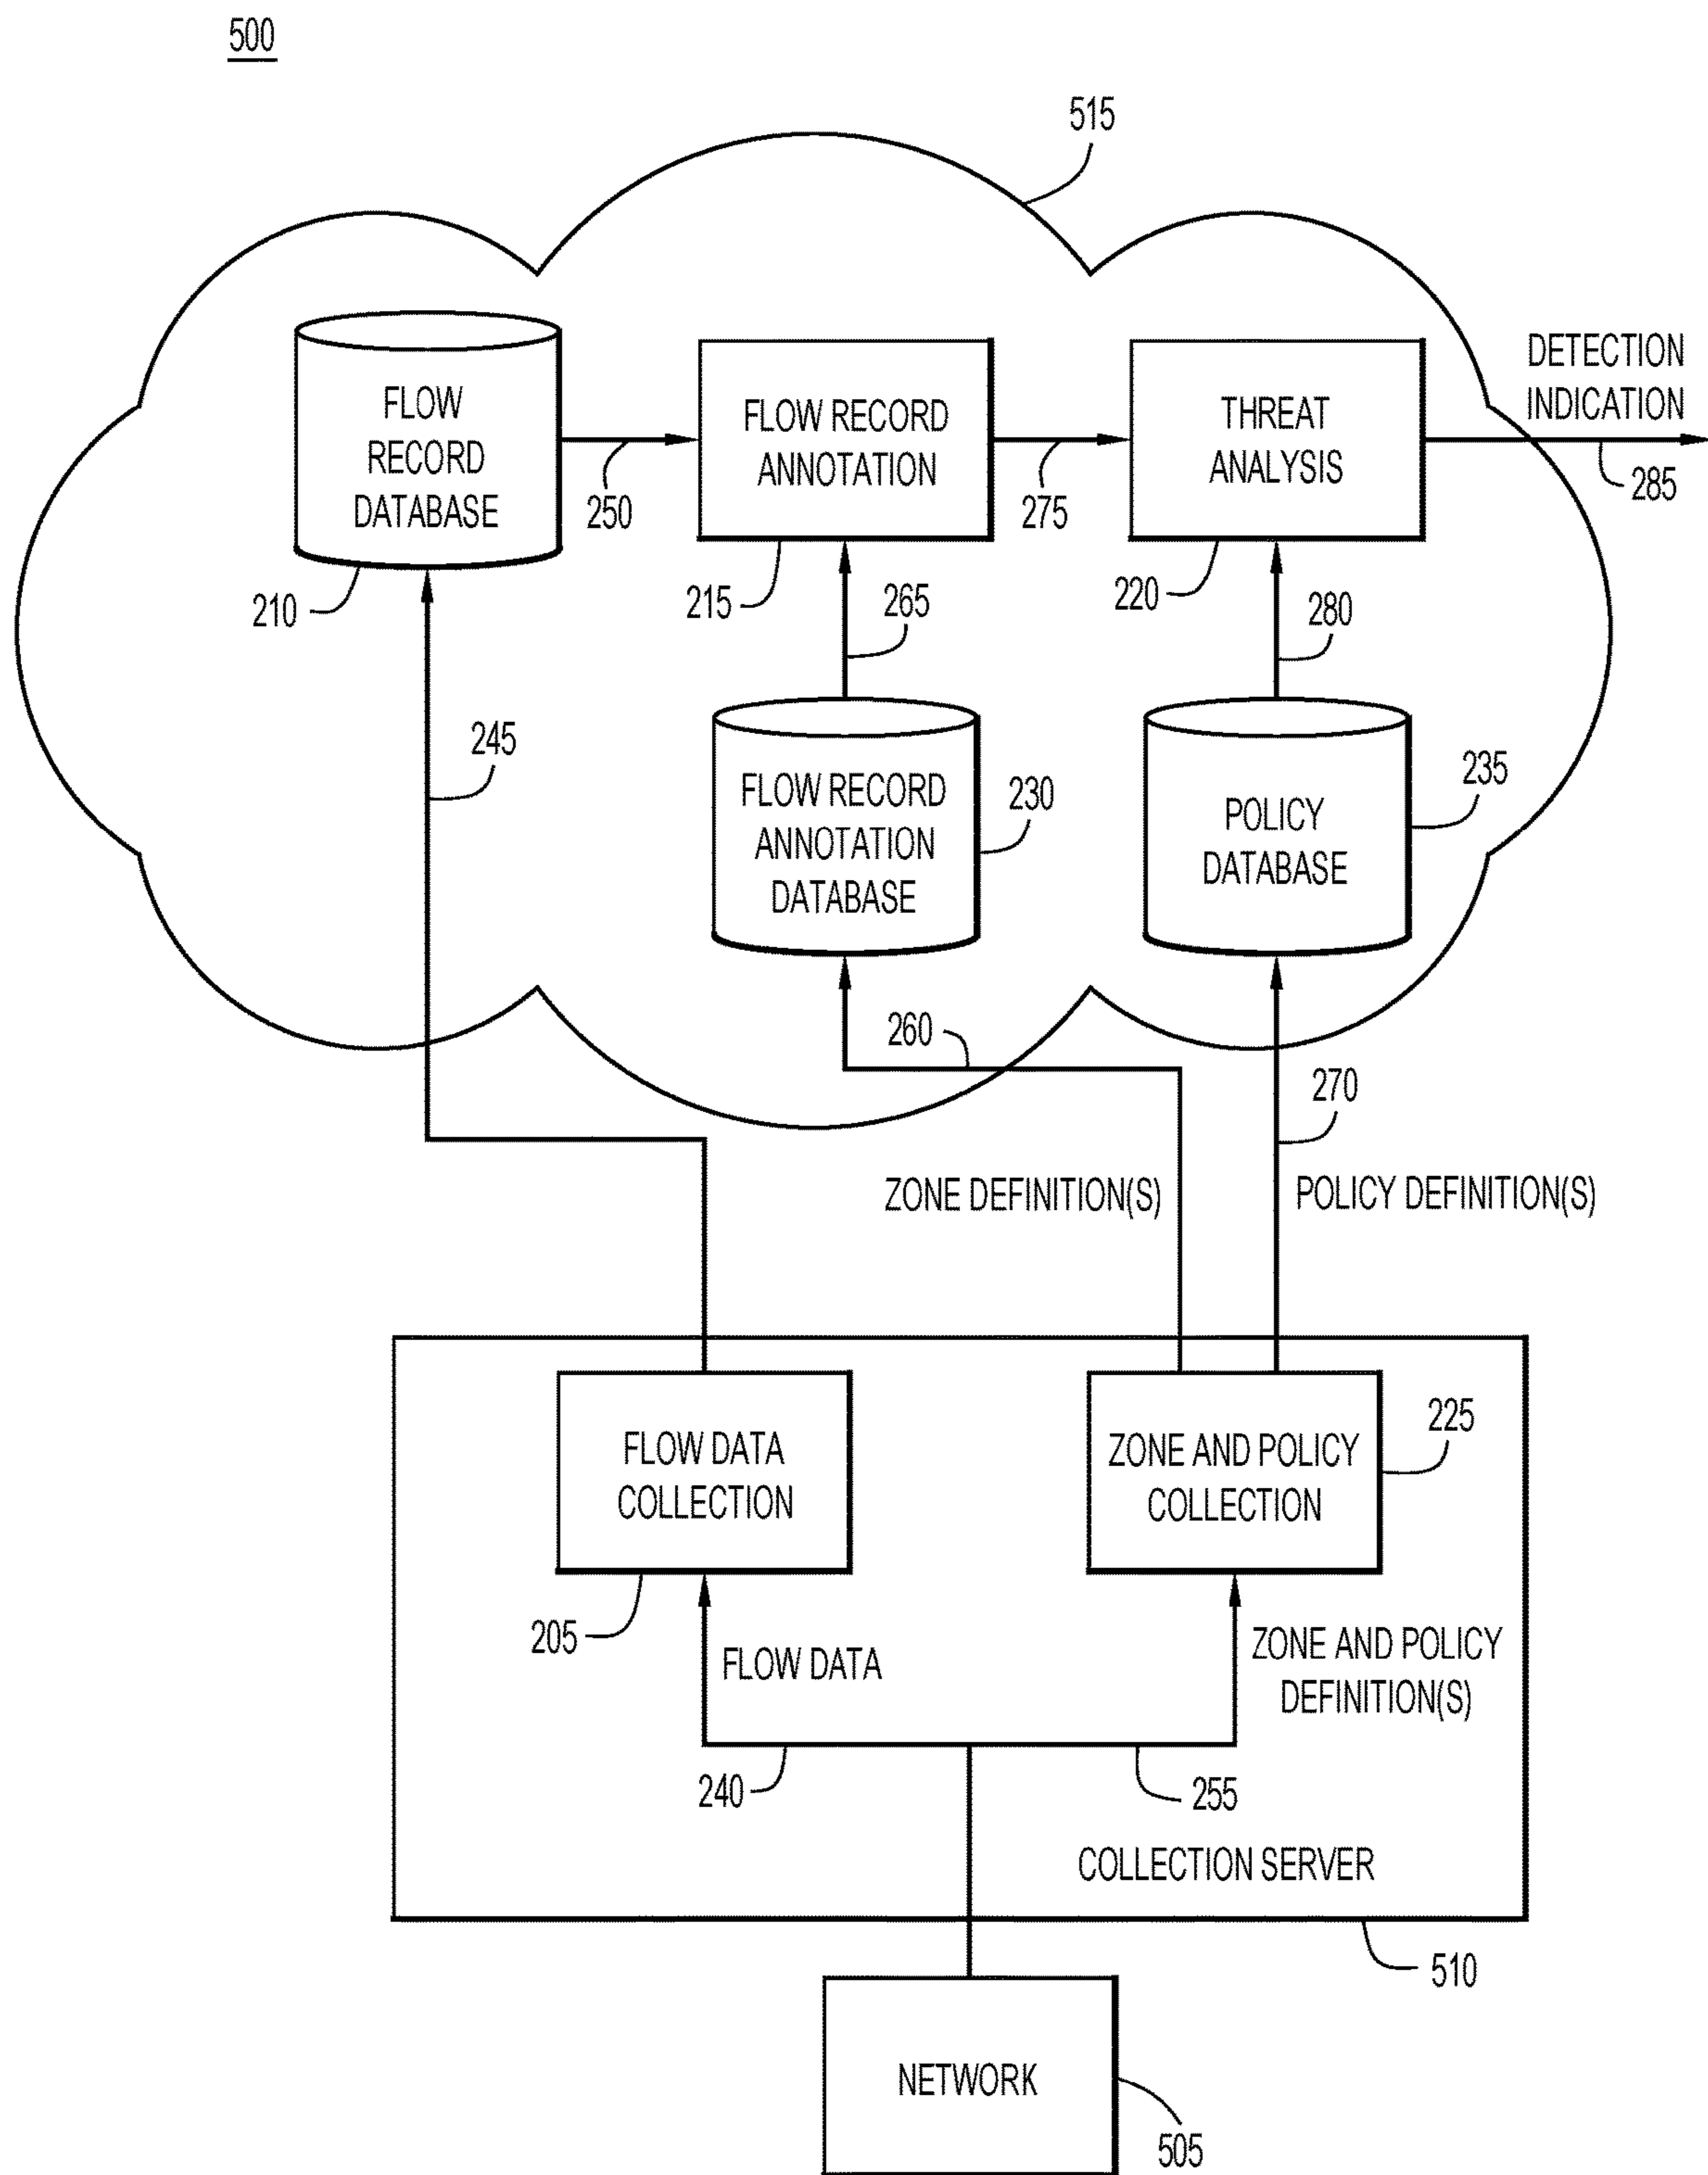 500
515
FLOW
RECORD
DATABASE
FLOW RECORD
ANNOTATION
THREAT
ANALYSIS
DETECTION
INDICATION
250
275
285
210
215
265
220
280
245
FLOW RECORD
ANNOTATION
DATABASE
230
POLICY
DATABASE
235
260
270
ZONE DEFINITION(S)
POLICY DEFINITION(S)
FLOW DATA
COLLECTION
ZONE AND POLICY
COLLECTION
225
205
FLOW DATA
ZONE AND POLICY
DEFINITION(S)
240
255
COLLECTION SERVER
510
NETWORK
505